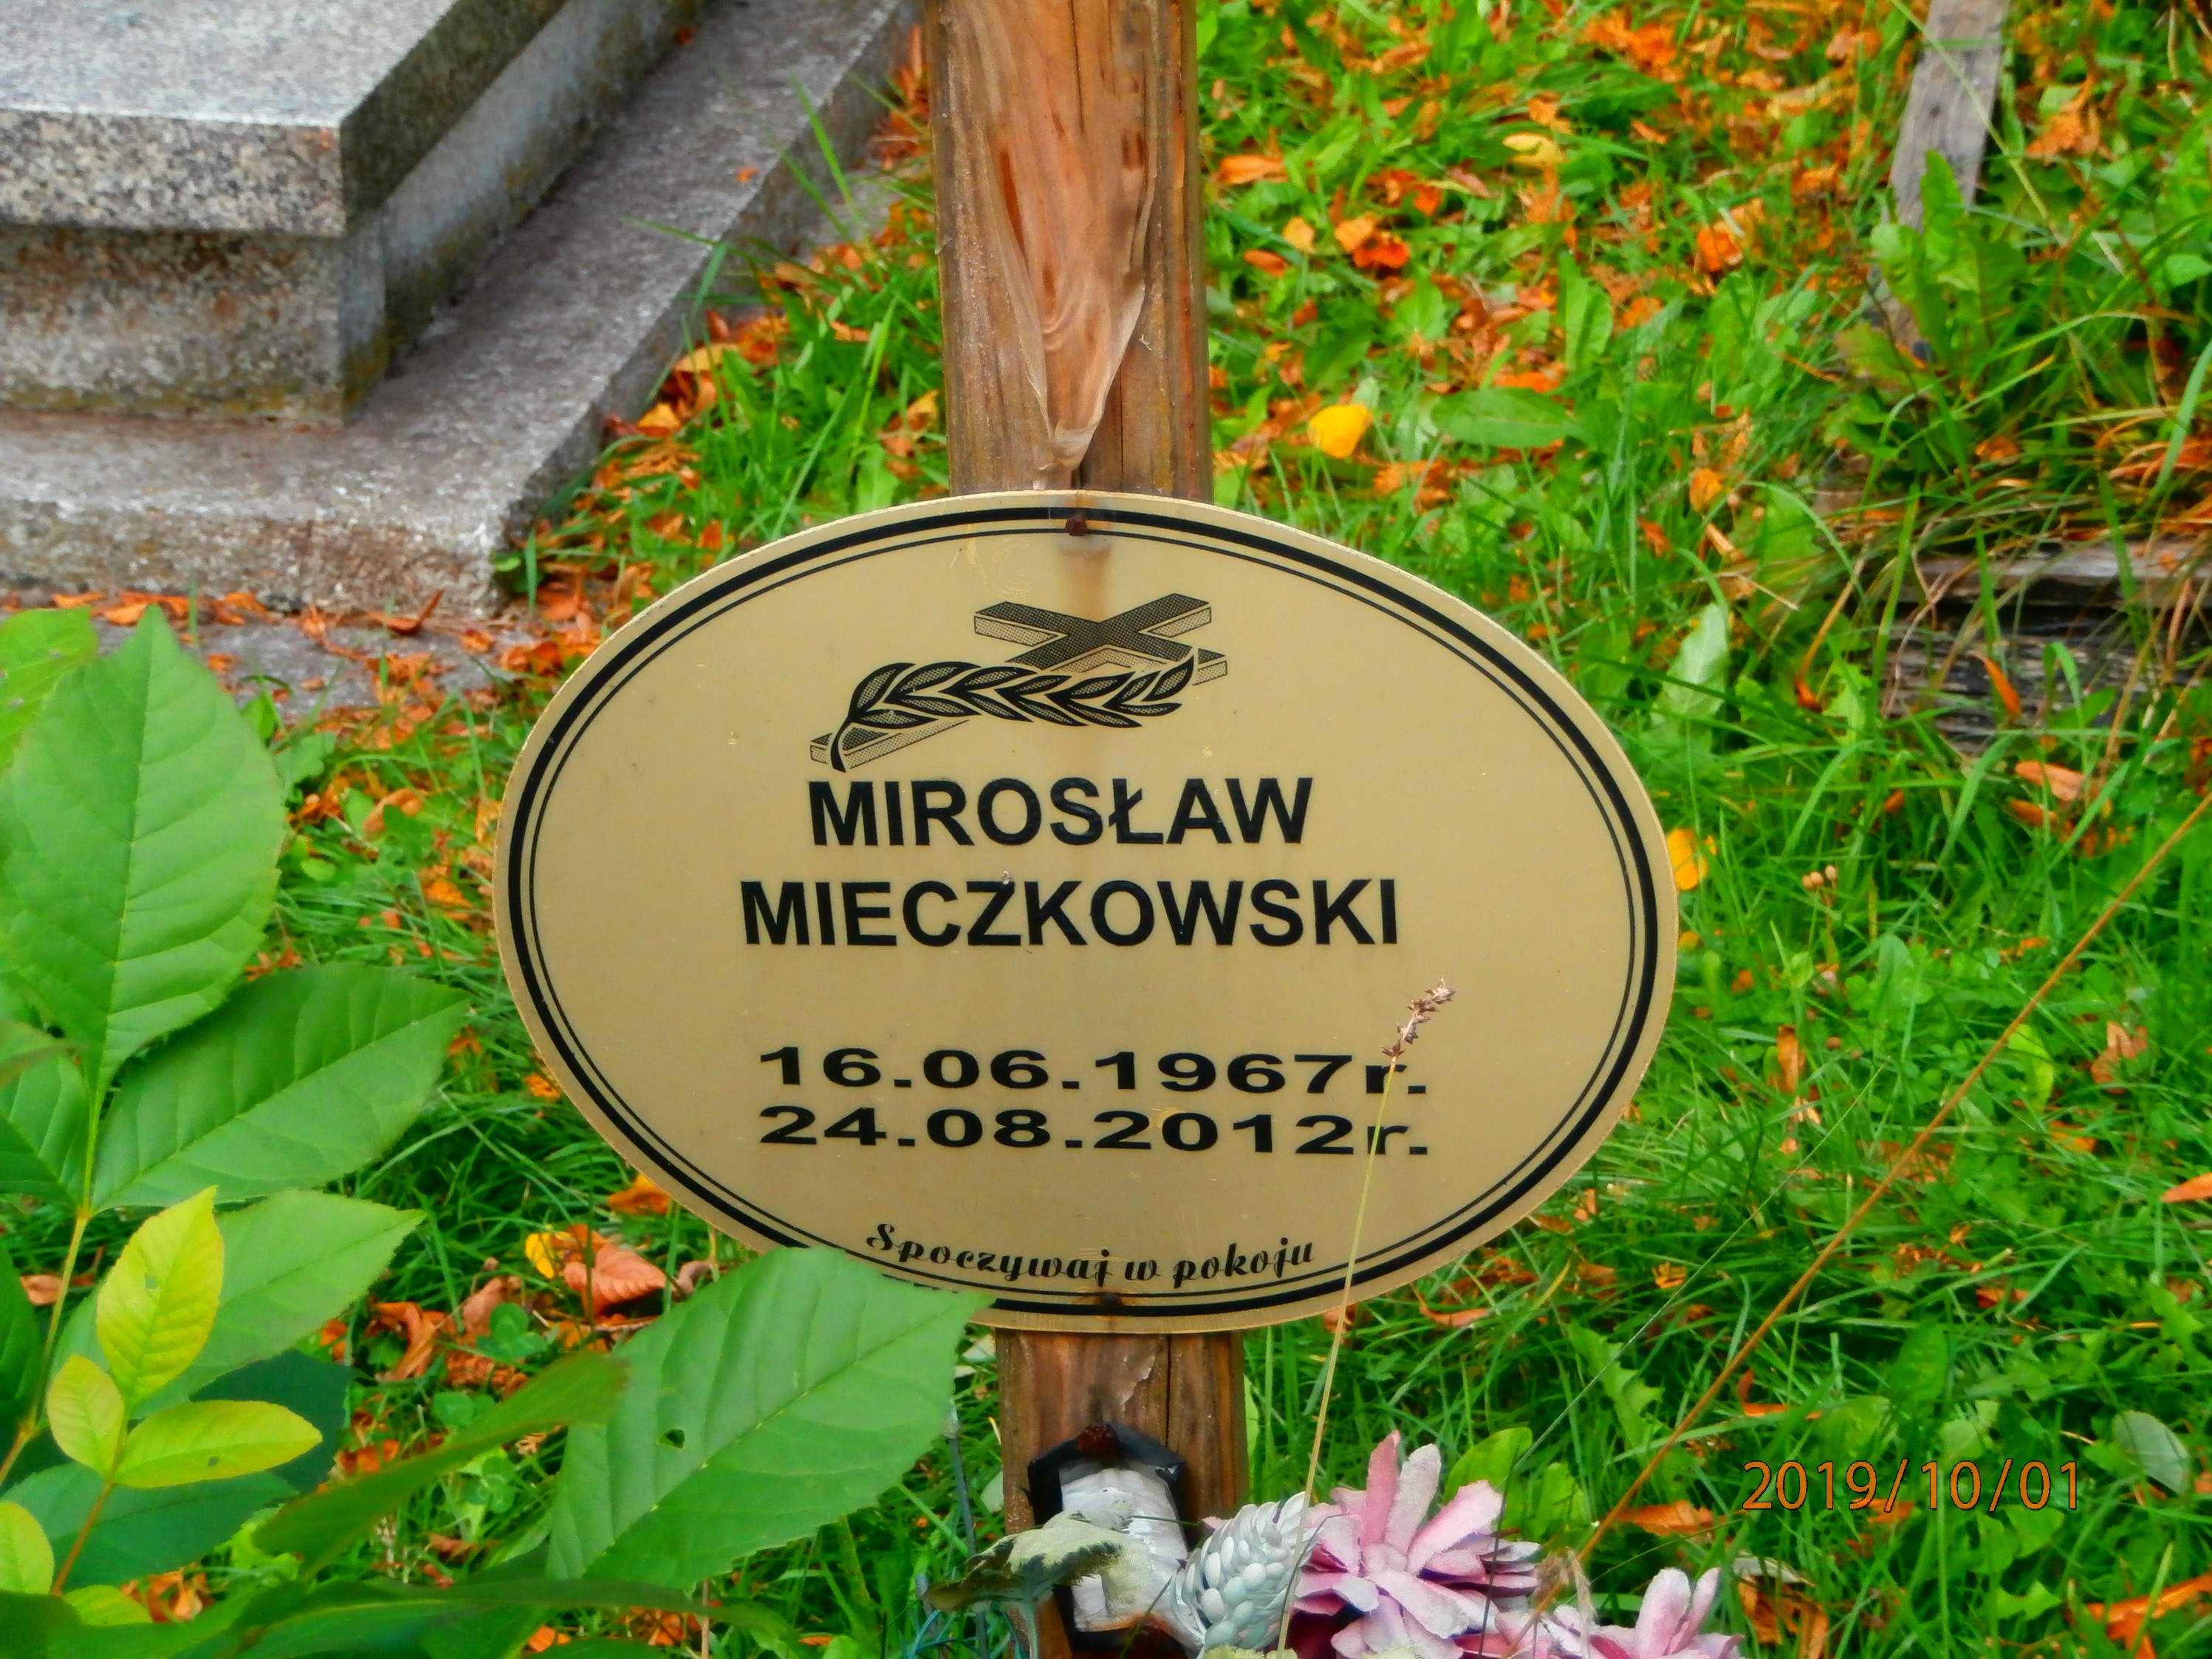 MIROSŁAW
MIECZKOWSKI
16.06.1967r.
24.08.2012r.
Spoczywaj w pokoju
2019/10/01